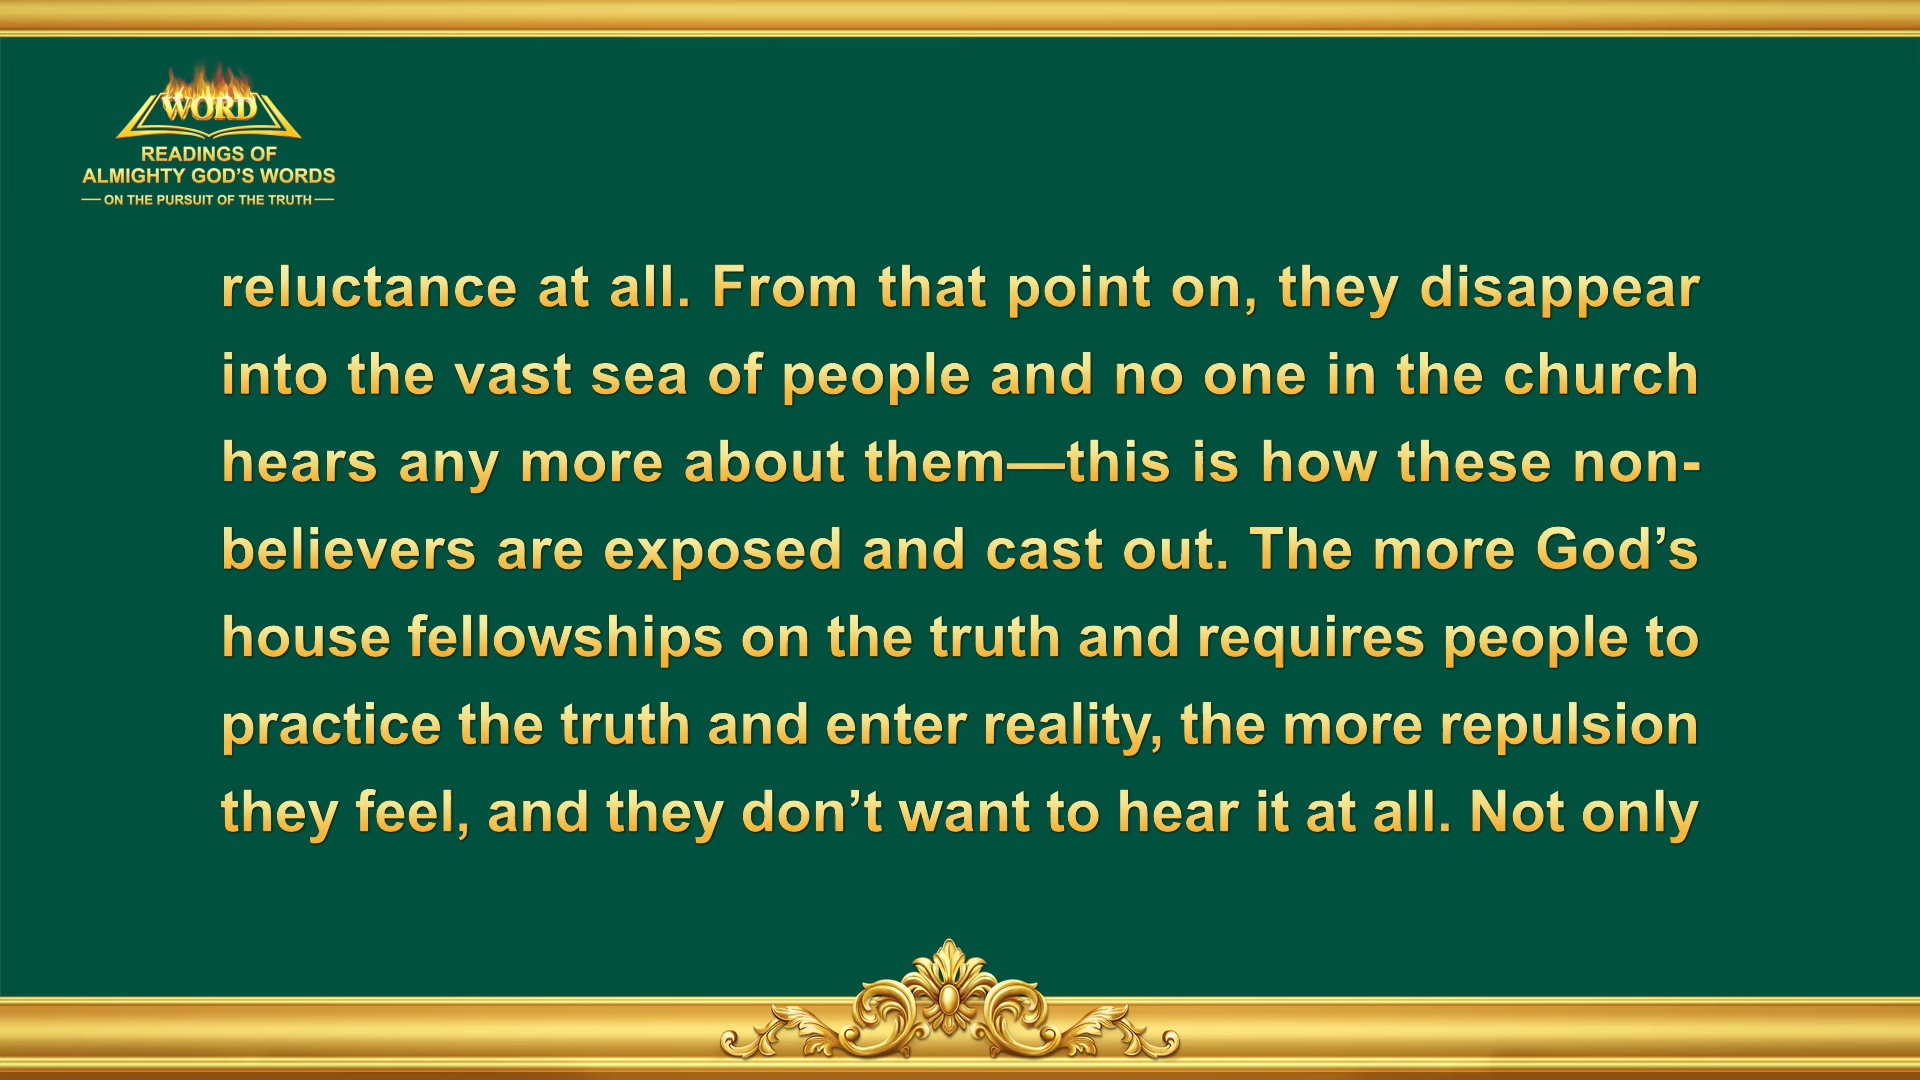 WORD
READINGS OF
ALMIGHTY GOD’S WORDS
ON THE PURSUIT OF THE TRUTH
reluctance at all. From that point on, they disappear
into the vast sea of people and no one in the church
hears any more about them—this is how these non-
believers are exposed and cast out. The more God’s
house fellowships on the truth and requires people to
practice the truth and enter reality, the more repulsion
they feel, and they don’t want to hear it at all. Not only